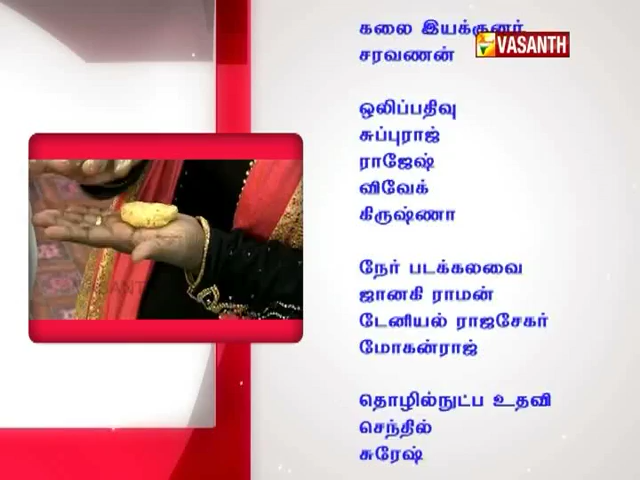 கலை இயக்குனர்
VASANTH
சரவணன்
ஒலிப்பதிவு
சுப்புராஜ்
ராஜேஷ்
விவேக்
கிருஷ்ணா
நேர் படக்கலவை
ஜானகி ராமன்
டேனியல் ராஜசேகர்
மோகன்ராஜ்
தொழில்நுட்ப உதவி
செந்தில்
சுரேஷ்